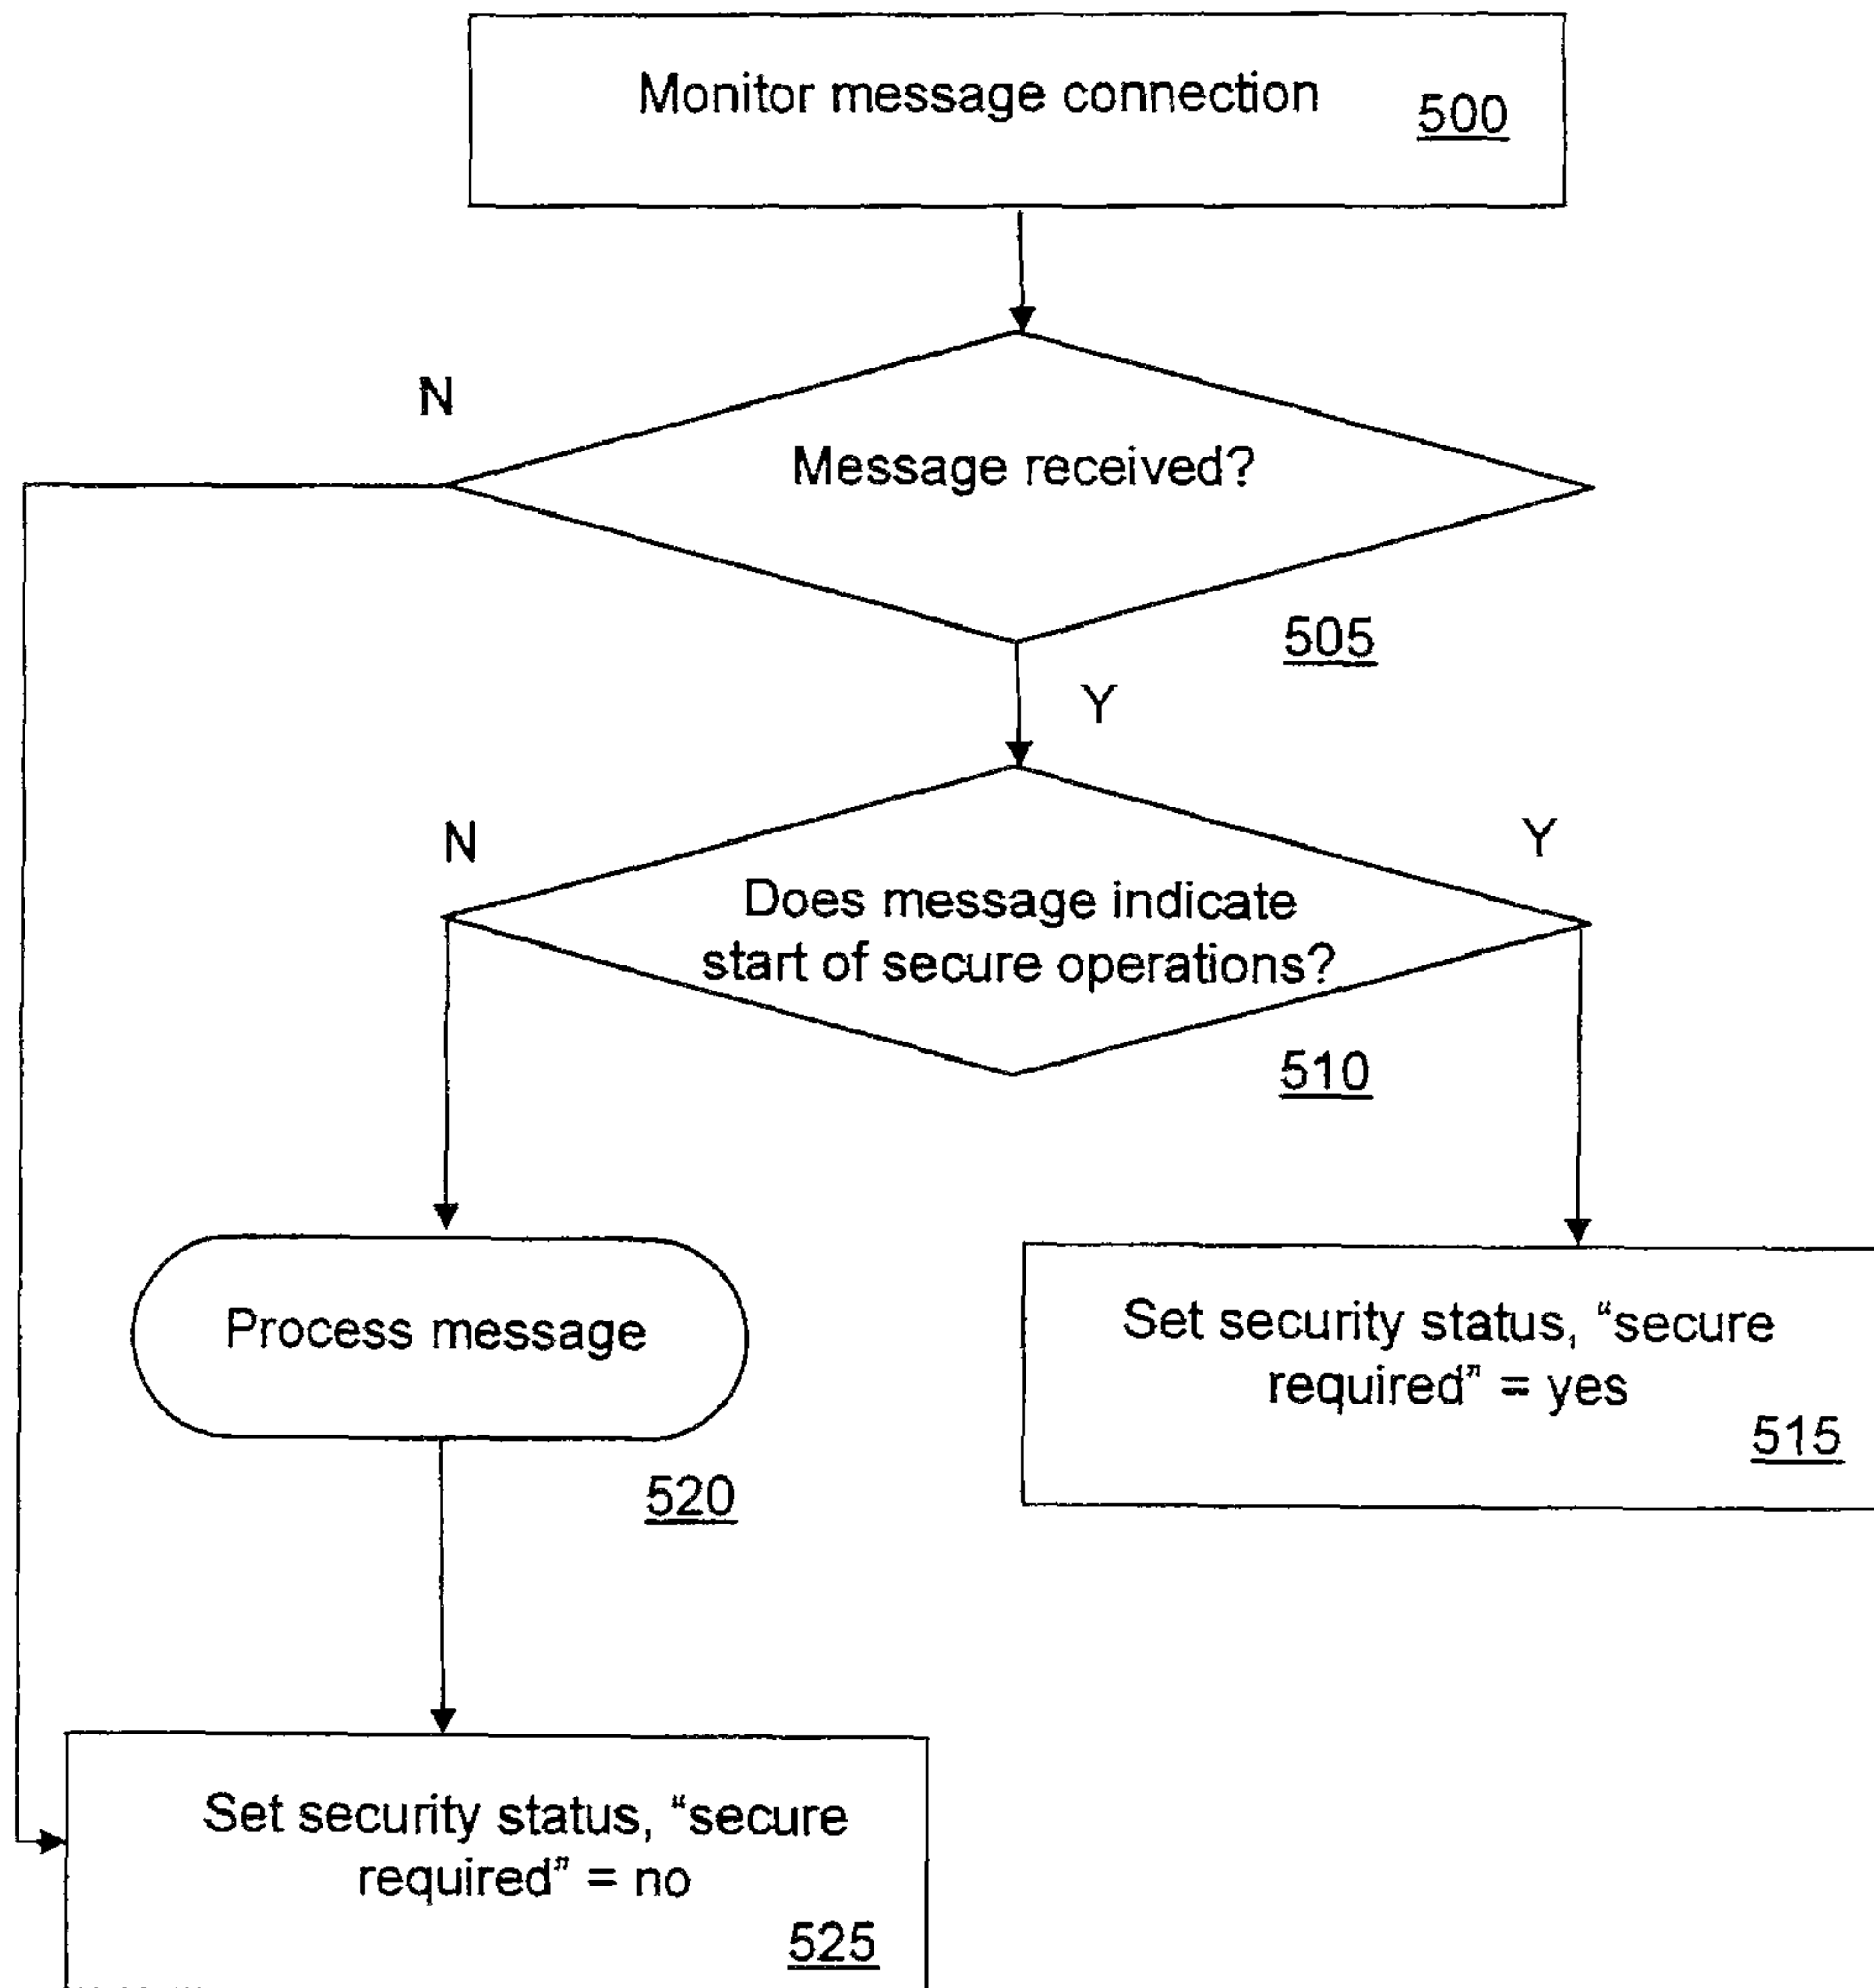 Monitor message connection
500
N
Message received?
505
Y
N
Y
Does message indicate
start of secure operations?
510
Process message
520
Set security status, “secure
required” = yes
515
Set security status, “secure
required” = no
525